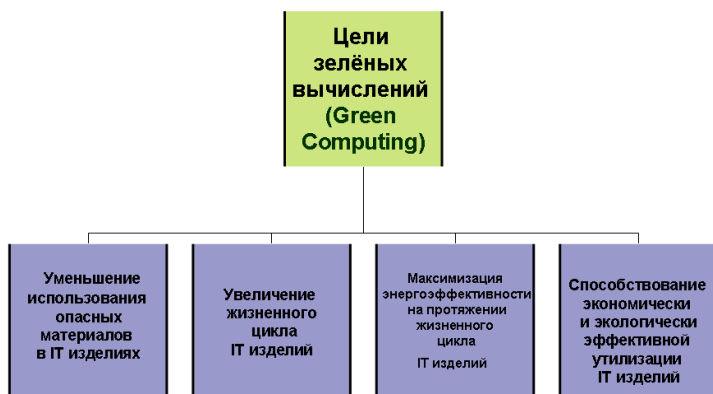 Цели
зелёных
вычислений
(Green
Computing)
Уменьшение
использования
опасных
материалов
в IT изделиях
Увеличение
жизненного
цикла
IT изделий
Максимизация
энергоэффективности
на протяжении
жизненного
цикла
IT изделий
Способствование
экономически
и экологически
эффективной
утилизации
IT изделий